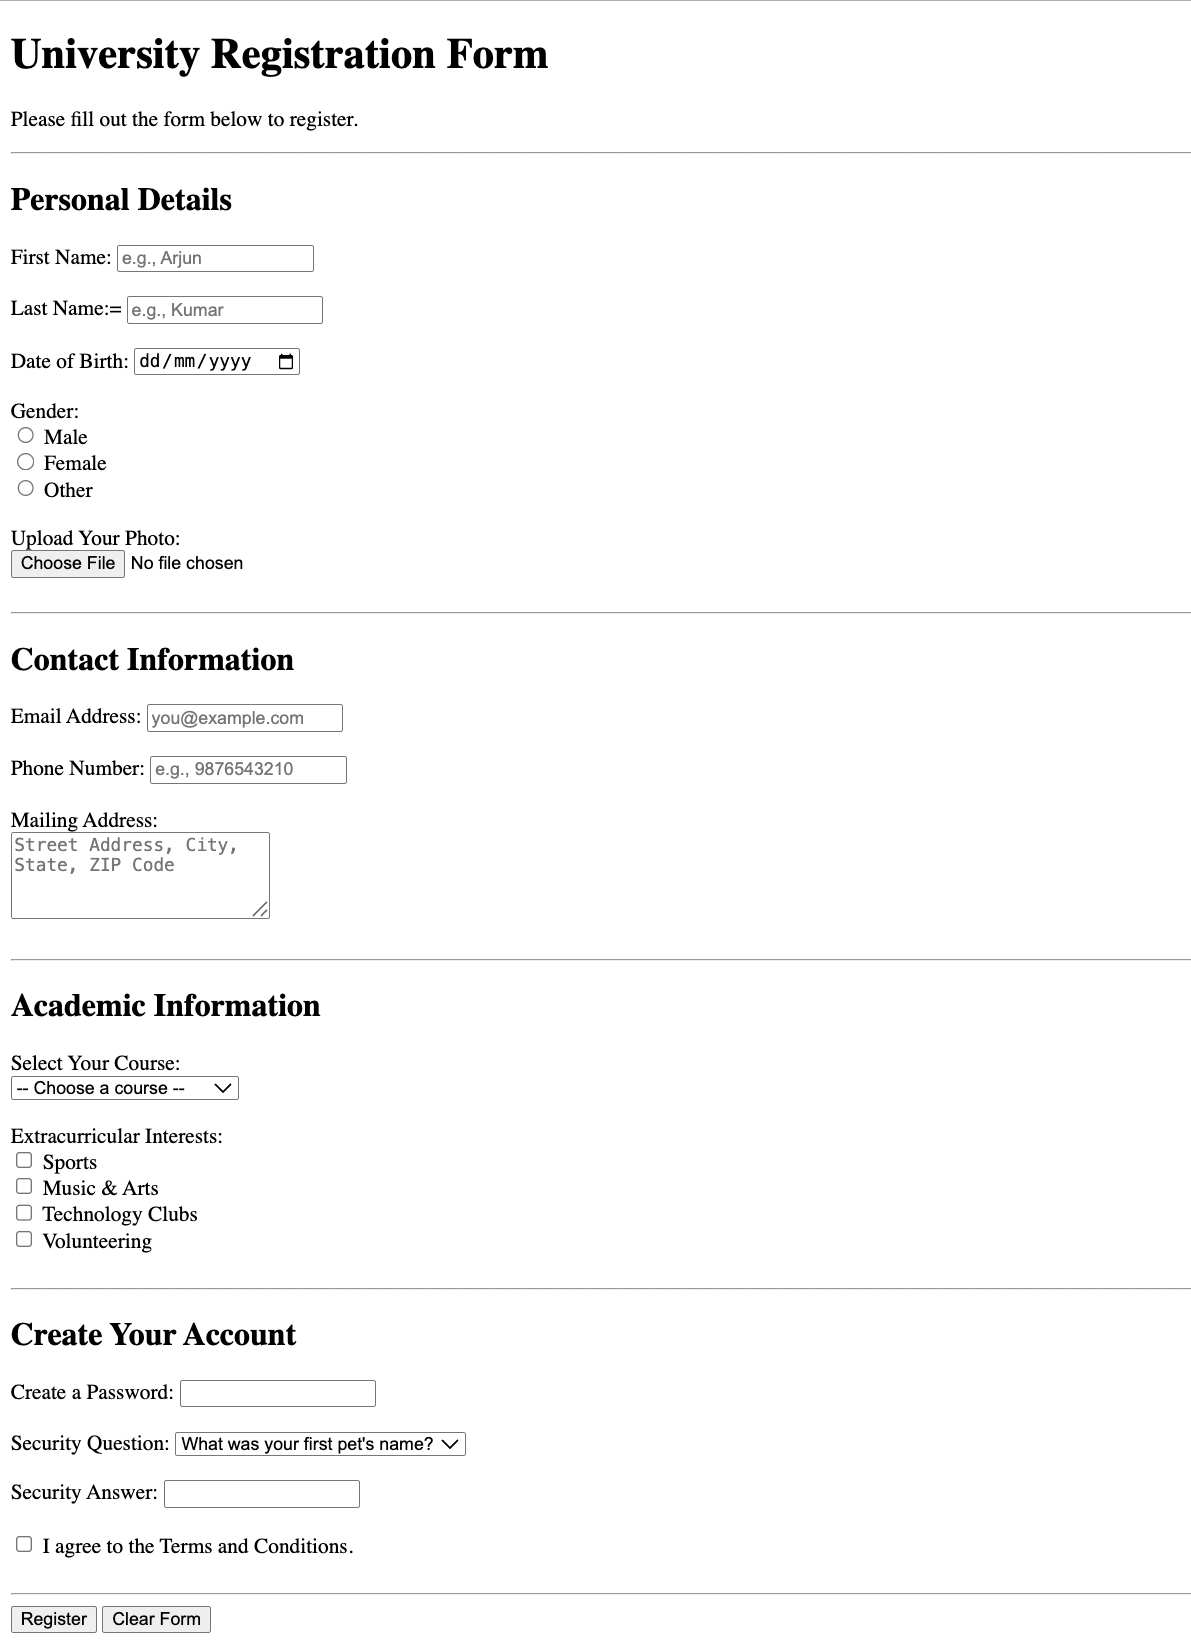 University Registration Form
Please fill out the form below to register.
Personal Details
First Name: e.g., Arjun
Last Name:= e.g., Kumar
Date of Birth: dd/mm/yyyy
Gender:
Male
Female
Other
Upload Your Photo:
Choose File No file chosen
Contact Information
Email Address: you@example.com
Phone Number: e.g., 9876543210
Mailing Address:
Street Address, City,
State, ZIP Code
Academic Information
Select Your Course:
-- Choose a course --
Extracurricular Interests:
Sports
Music & Arts
Technology Clubs
Volunteering
Create Your Account
Create a Password:
Security Question: What was your first pet's name?
Security Answer:
I agree to the Terms and Conditions.
Register Clear Form